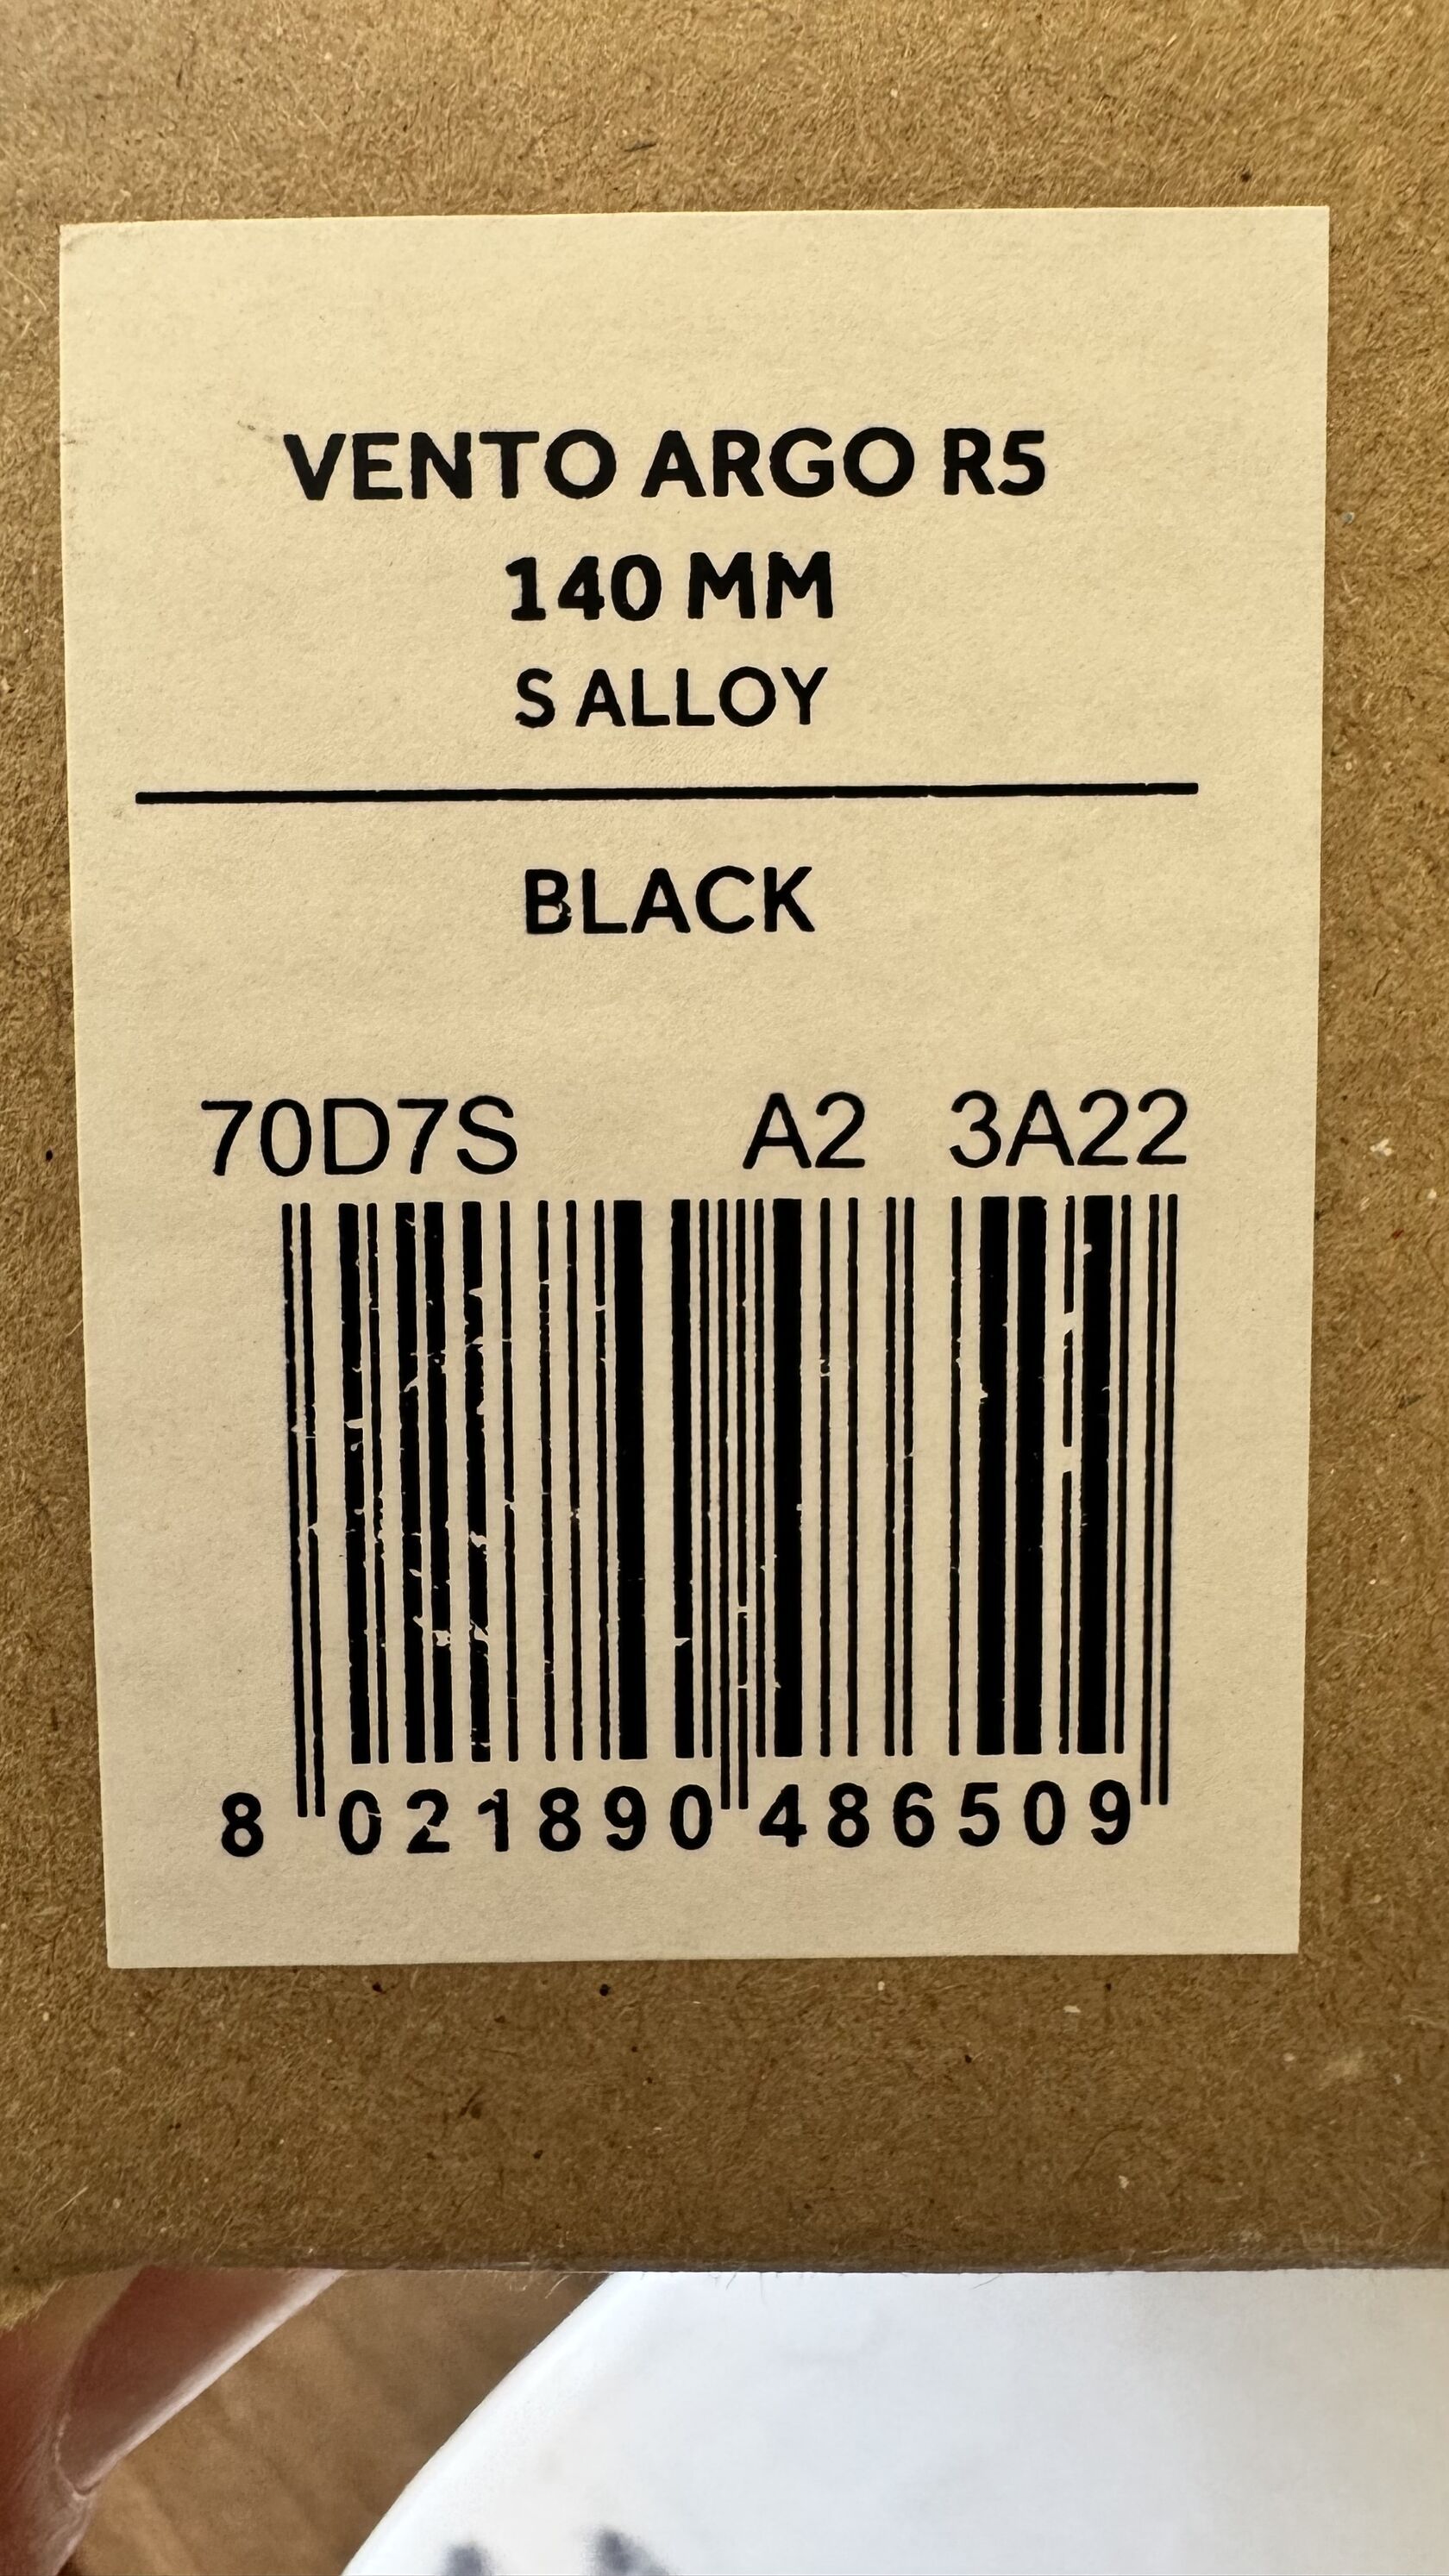 VENTO ARGO R5
140 MM
S ALLOY
BLACK
70D7S A2 3A22
8 021890 486509